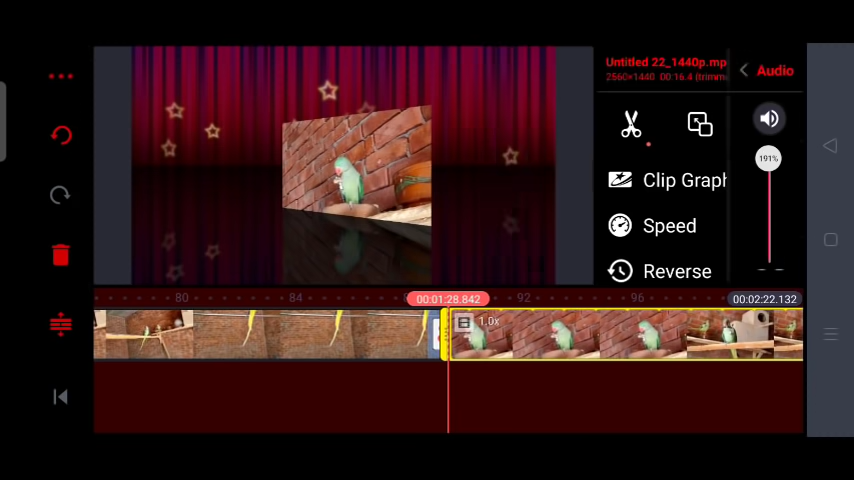 Untitled 22_1440p.mp
2560×1440 00:16.4 (trimm
Audio
191%
Clip Graph
Speed
Reverse
80
84
00:01:28.842
92
96
00:02:22.132
1.0x